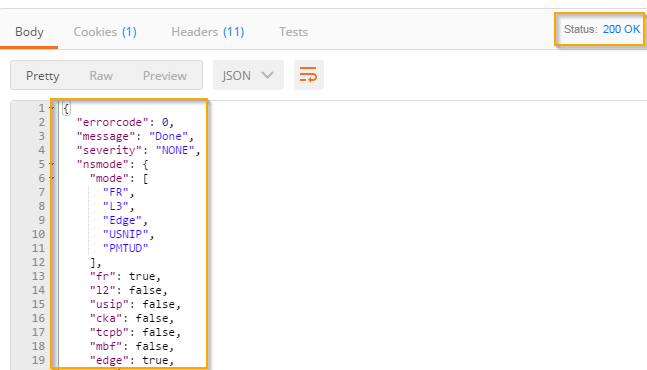 Body Cookies (1) Headers (11) Tests Status: 200 OK
Pretty Raw Preview JSON
1 {
2 "errorcode": 0,
3 "message": "Done",
4 "severity": "NONE",
5 "nsmode": {
6 "mode": [
7 "FR",
8 "L3",
9 "Edge",
10 "USNIP",
11 "PMTUD"
12 ],
13 "fr": true,
14 "l2": false,
15 "usip": false,
16 "cka": false,
17 "tcpb": false,
18 "mbf": false,
19 "edge": true,